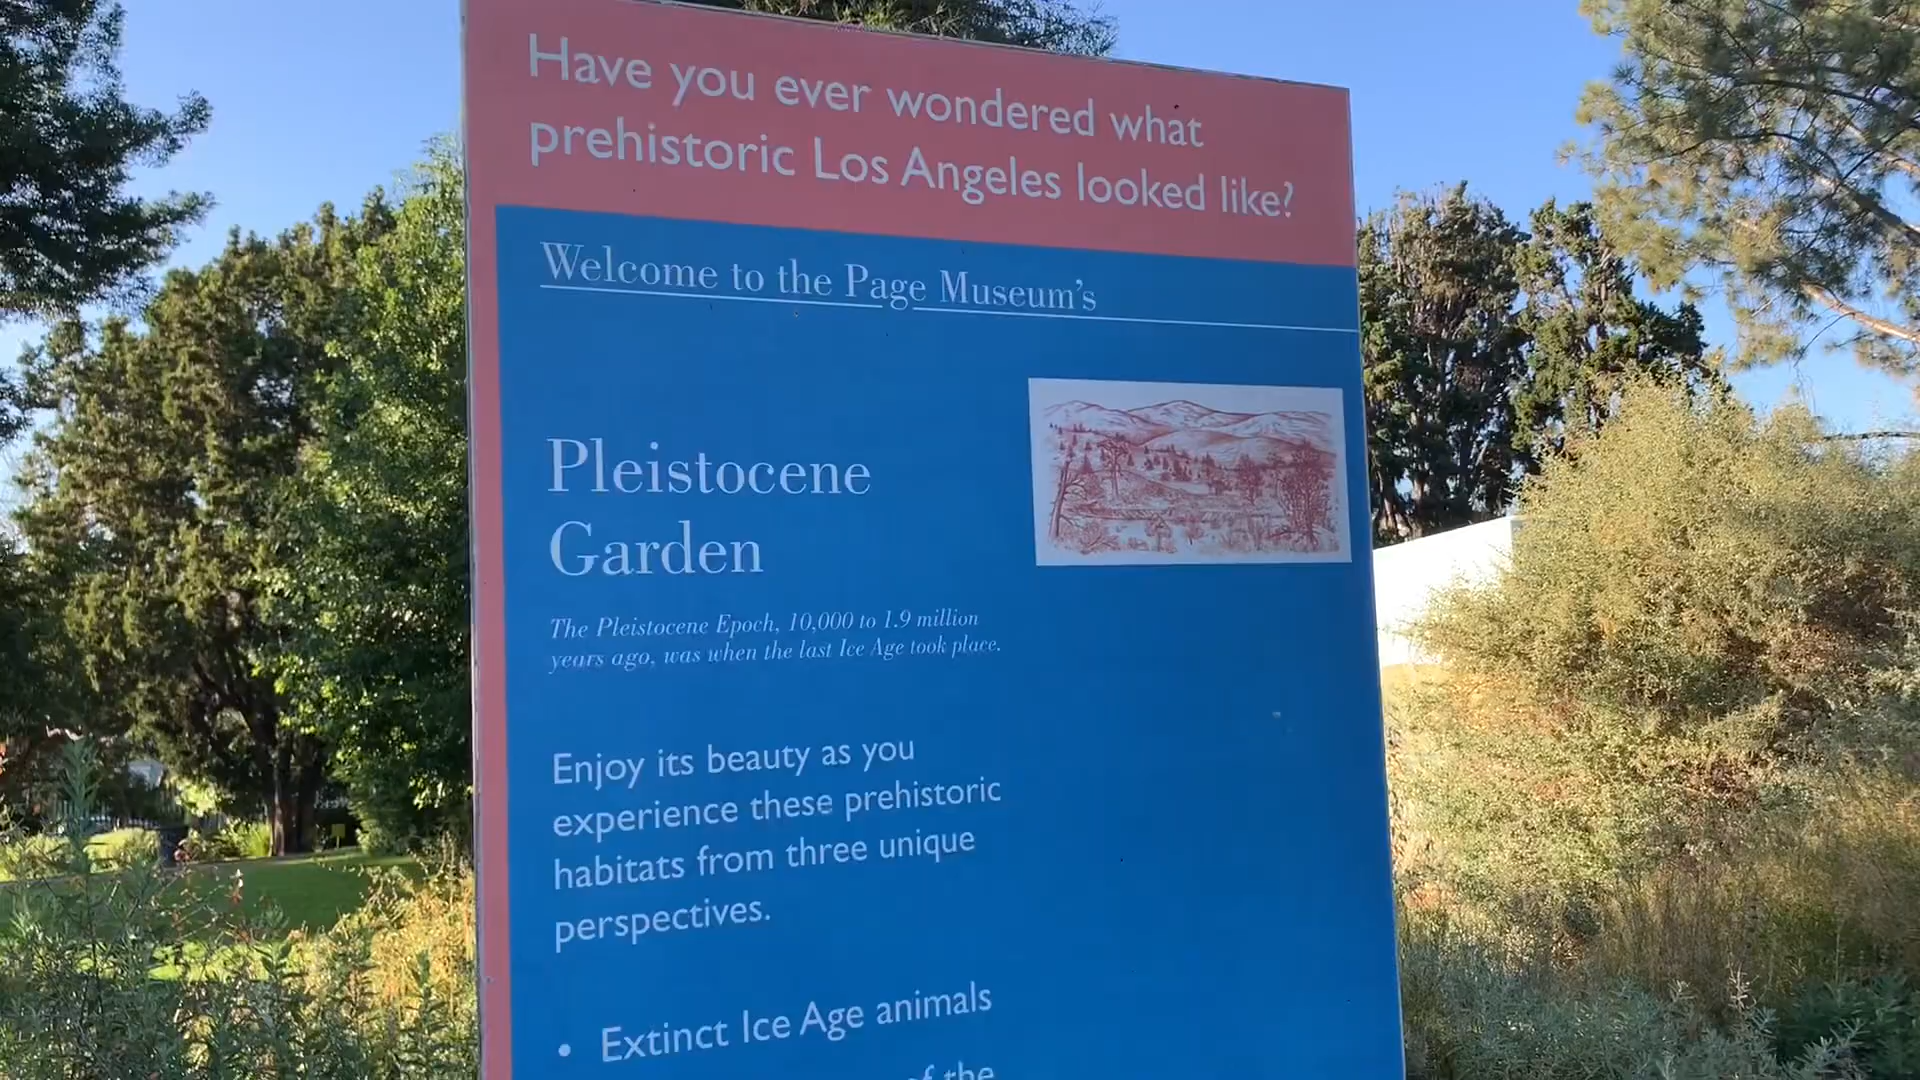 Have you ever wondered what
prehistoric Los Angeles looked like?
Welcome to the Page Museum's
Pleistocene
Garden
The Pleistocene Epoch, 10,000 to 1.9 million
years ago, was when the last Ice Age took place.
Enjoy its beauty as you
experience these prehistoric
habitats from three unique
perspectives.
• Extinct Ice Age animals
of the